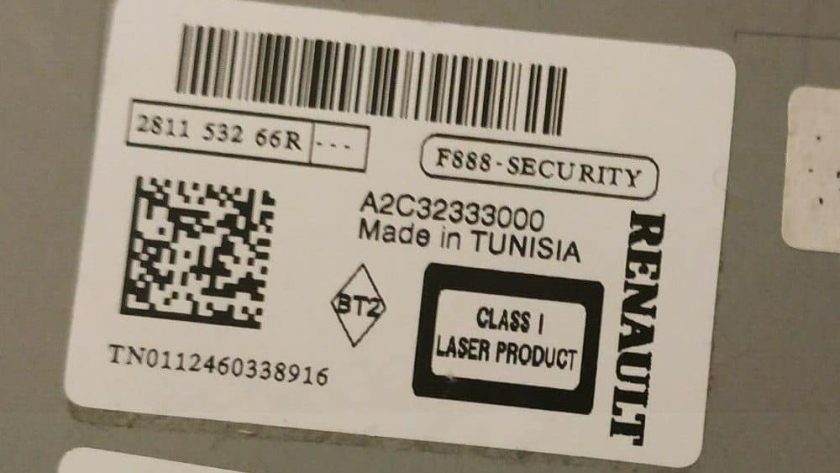 2811 532 66R ---
F888-SECURITY
A2C32333000
Made in TUNISIA
BT2
CLASS I
LASER PRODUCT
TN0112460338916
RENAULT